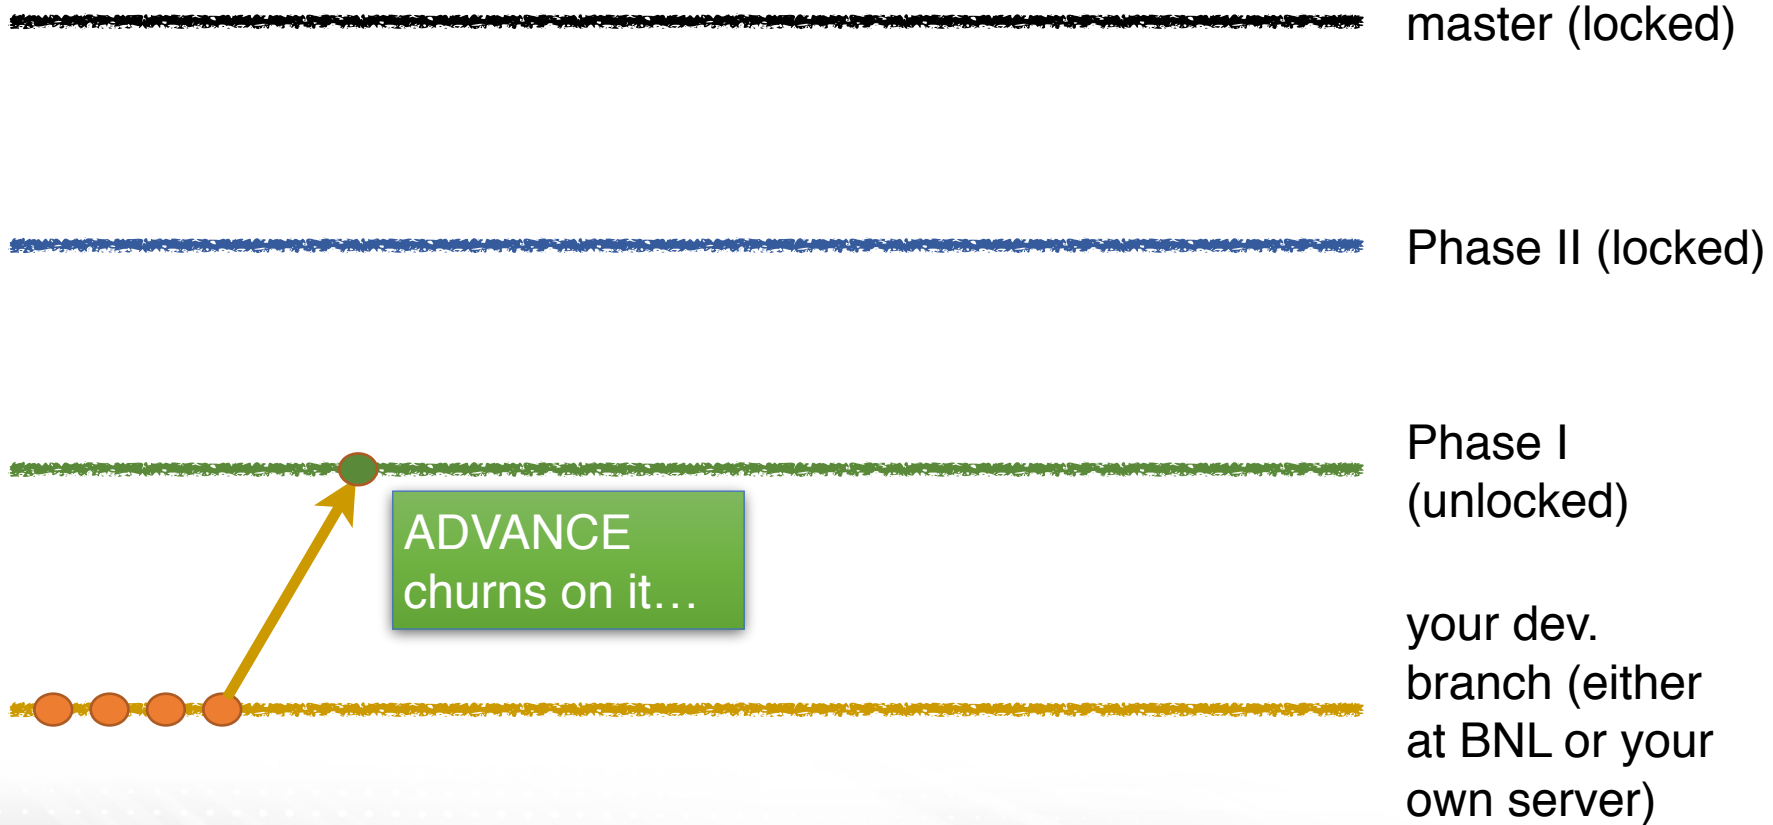 master (locked)
Phase II (locked)
Phase I
(unlocked)
ADVANCE
churns on it…
your dev.
branch (either
at BNL or your
own server)